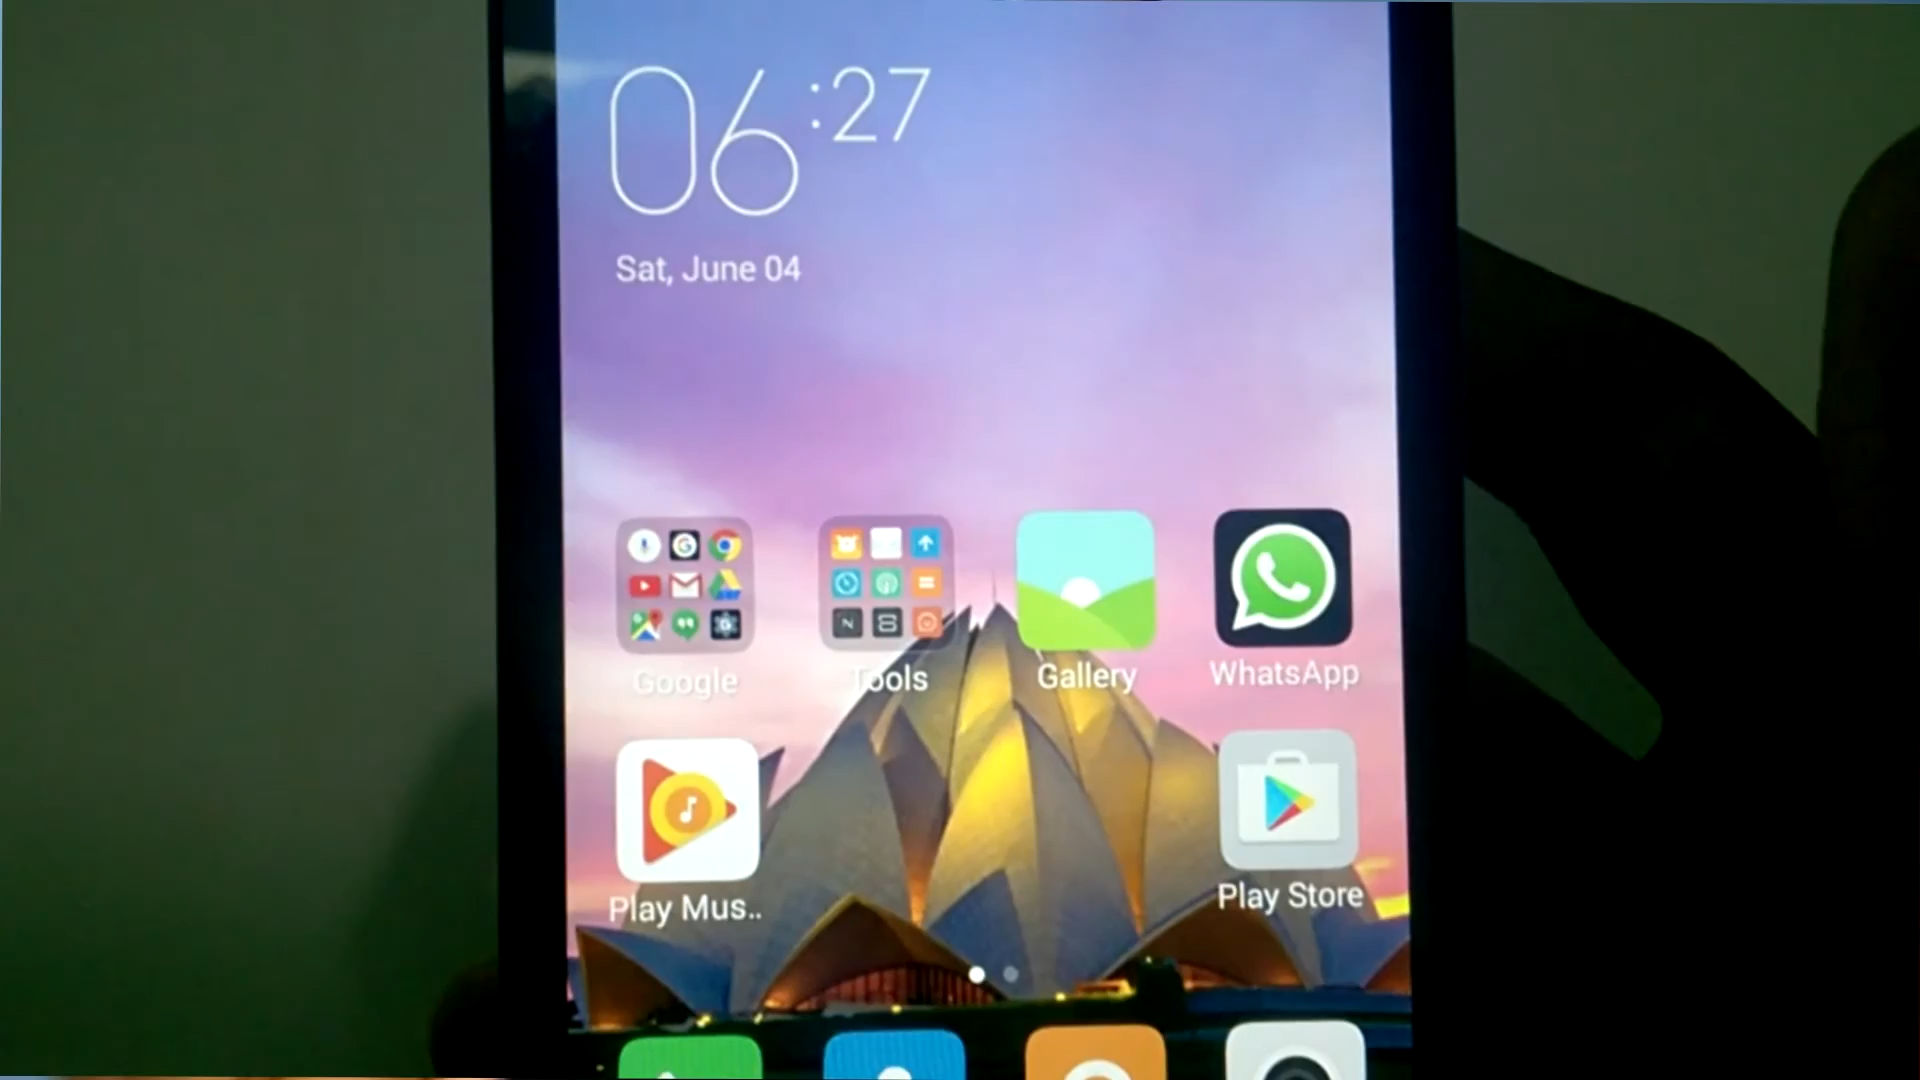 06:27
Sat, June 04
Google
Tools
Gallery
WhatsApp
Play Mus..
Play Store